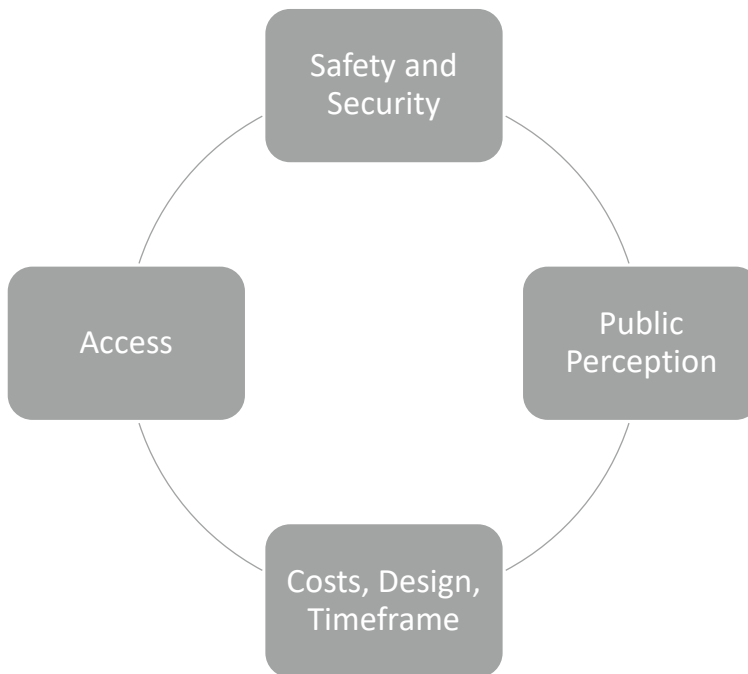 Safety and
Security
Access
Public
Perception
Costs, Design,
Timeframe